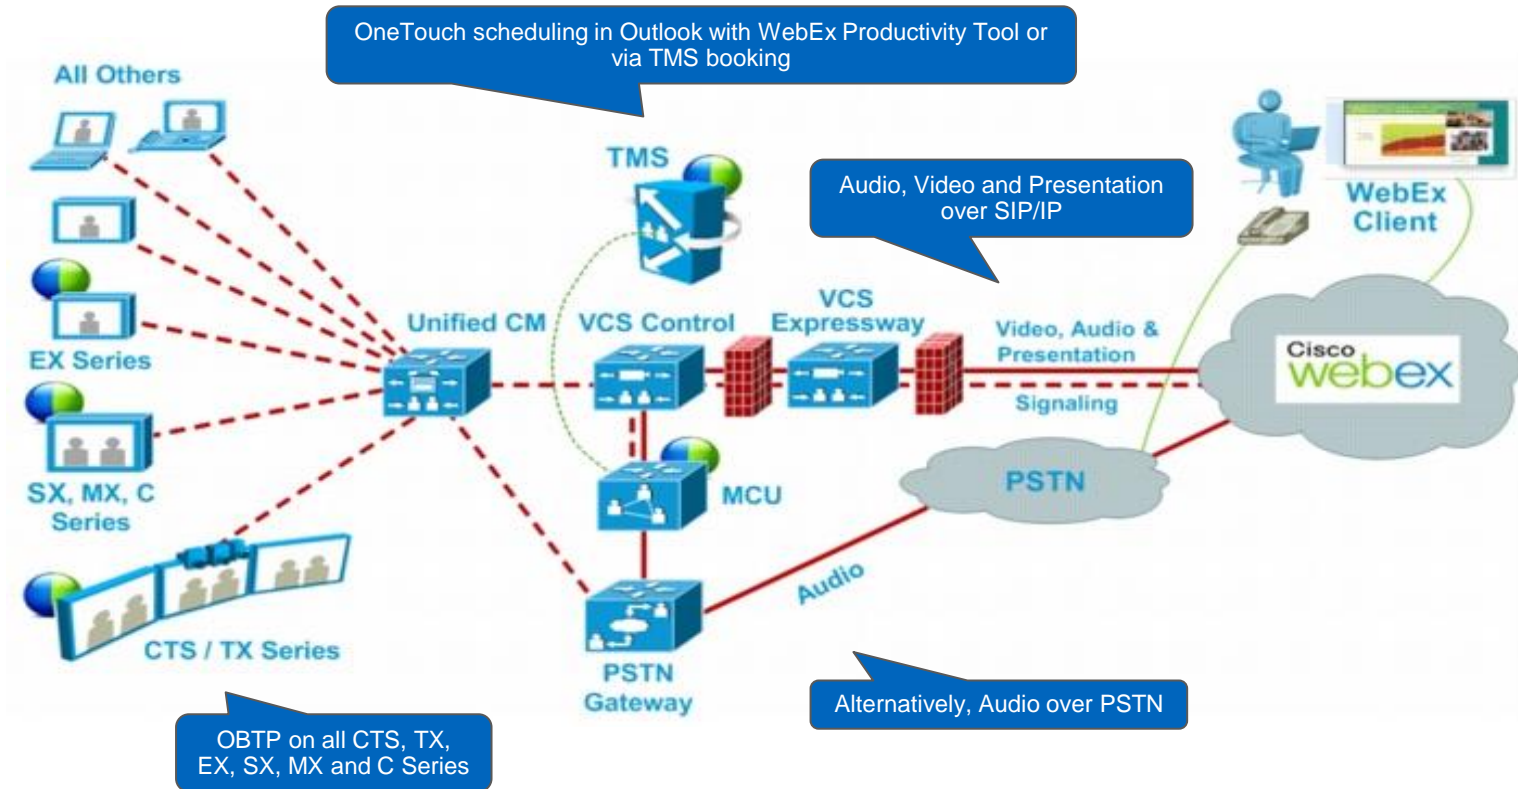 OneTouch scheduling in Outlook with WebEx Productivity Tool or
via TMS booking
All Others
TMS
Audio, Video and Presentation
over SIP/IP
WebEx
Client
EX Series
Unified CM
VCS Control
VCS
Expressway
Video, Audio &
Presentation
Signaling
Cisco
webex
SX, MX, C
Series
MCU
PSTN
Audio
CTS / TX Series
PSTN
Gateway
Alternatively, Audio over PSTN
OBTP on all CTS, TX,
EX, SX, MX and C Series